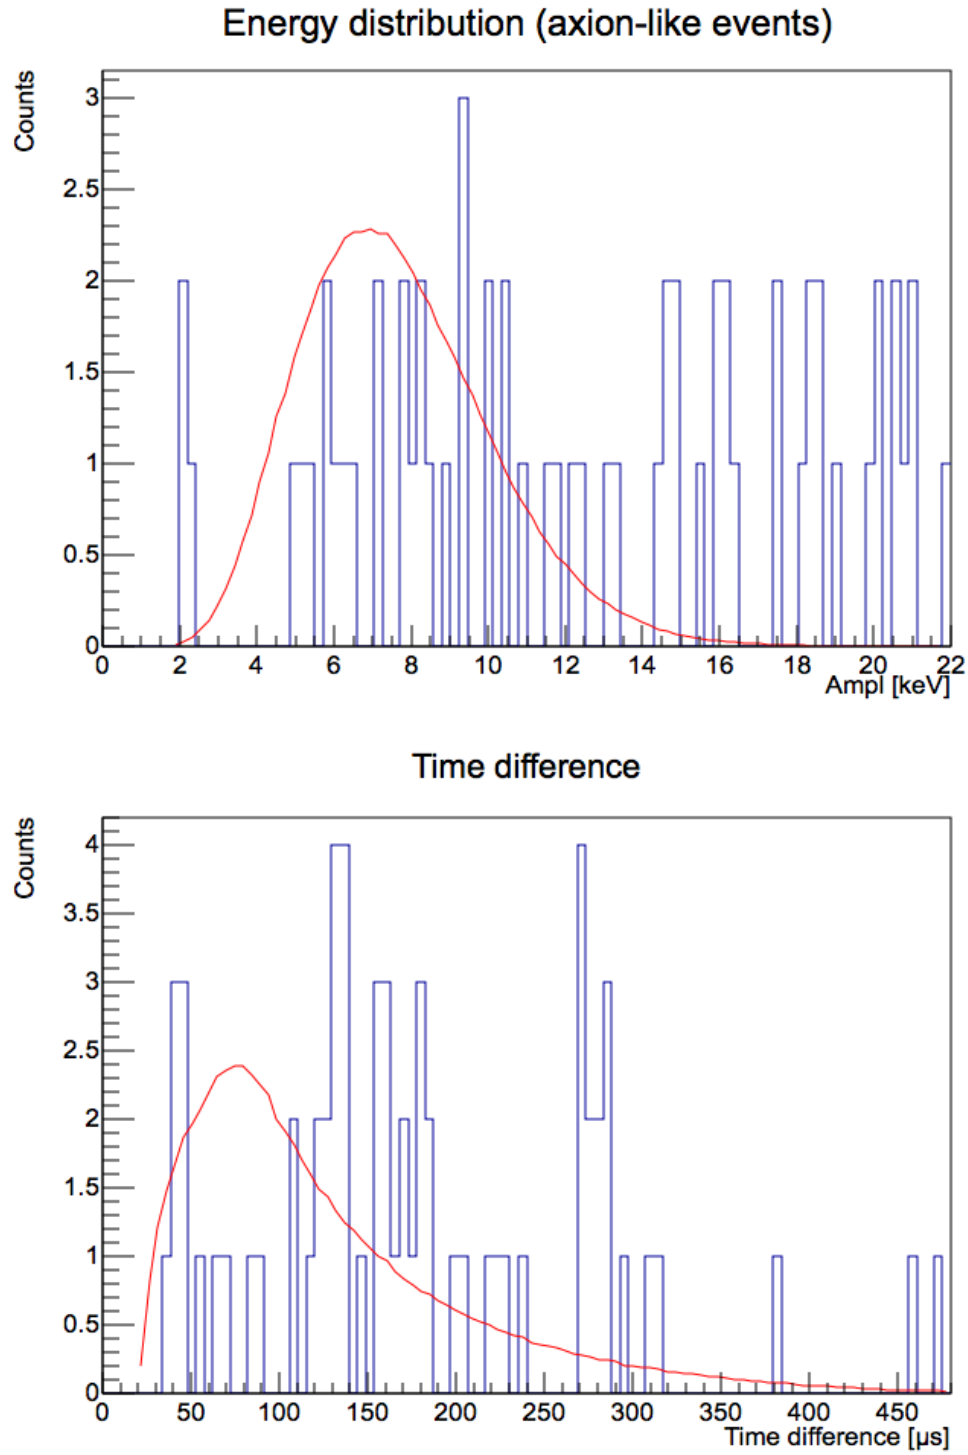 Energy distribution (axion-like events)
Counts
3
2.5
2
1.5
1
0.5
0
0 2 4 6 8 10 12 14 16 18 20 22
Ampl [keV]
Time difference
Counts
4
3.5
3
2.5
2
1.5
1
0.5
0
0 50 100 150 200 250 300 350 400 450
Time difference [µs]